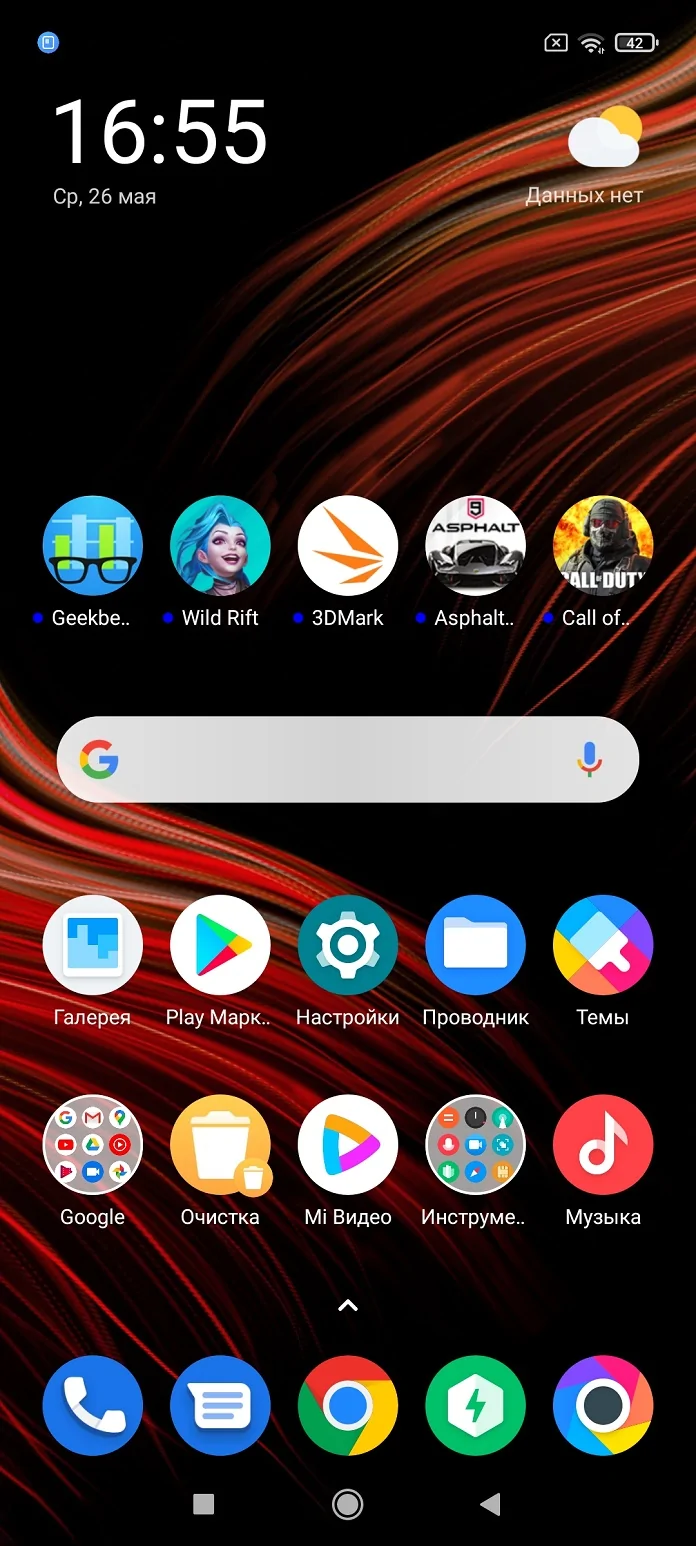 42
16:55
Ср, 26 мая
Данных нет
9
ASPHALT
CALL OF DUTY
Geekbe..
Wild Rift
3DMark
Asphalt..
Call of..
Галерея
Play Марк..
Настройки
Проводник
Темы
Google
Очистка
Mi Видео
Инструме..
Музыка